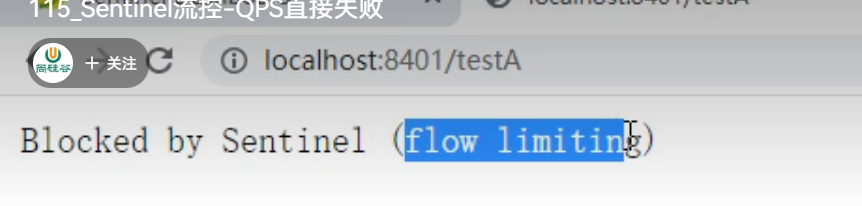 115_Sentinel流控-QPS直接失败
localhost:8401/testA
尚硅谷
+ 关注
localhost:8401/testA
Blocked by Sentinel (flow limiting)